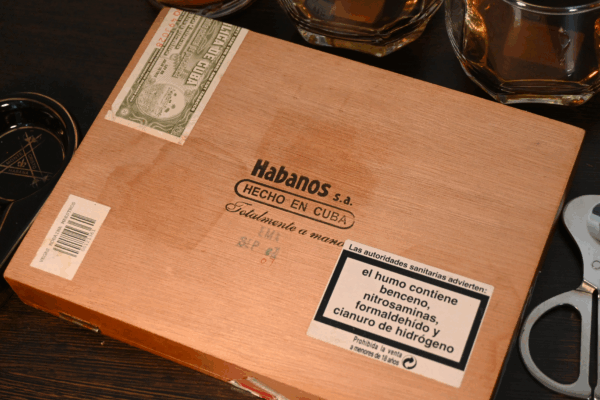 Habanos s.a.
HECHO EN CUBA
Totalmente a mano
SEP
Las autoridades sanitarias advierten:
el humo contiene
benceno,
nitrosaminas,
formaldehído y
cianuro de hidrógeno
Prohibida la venta
a menores de 18 años